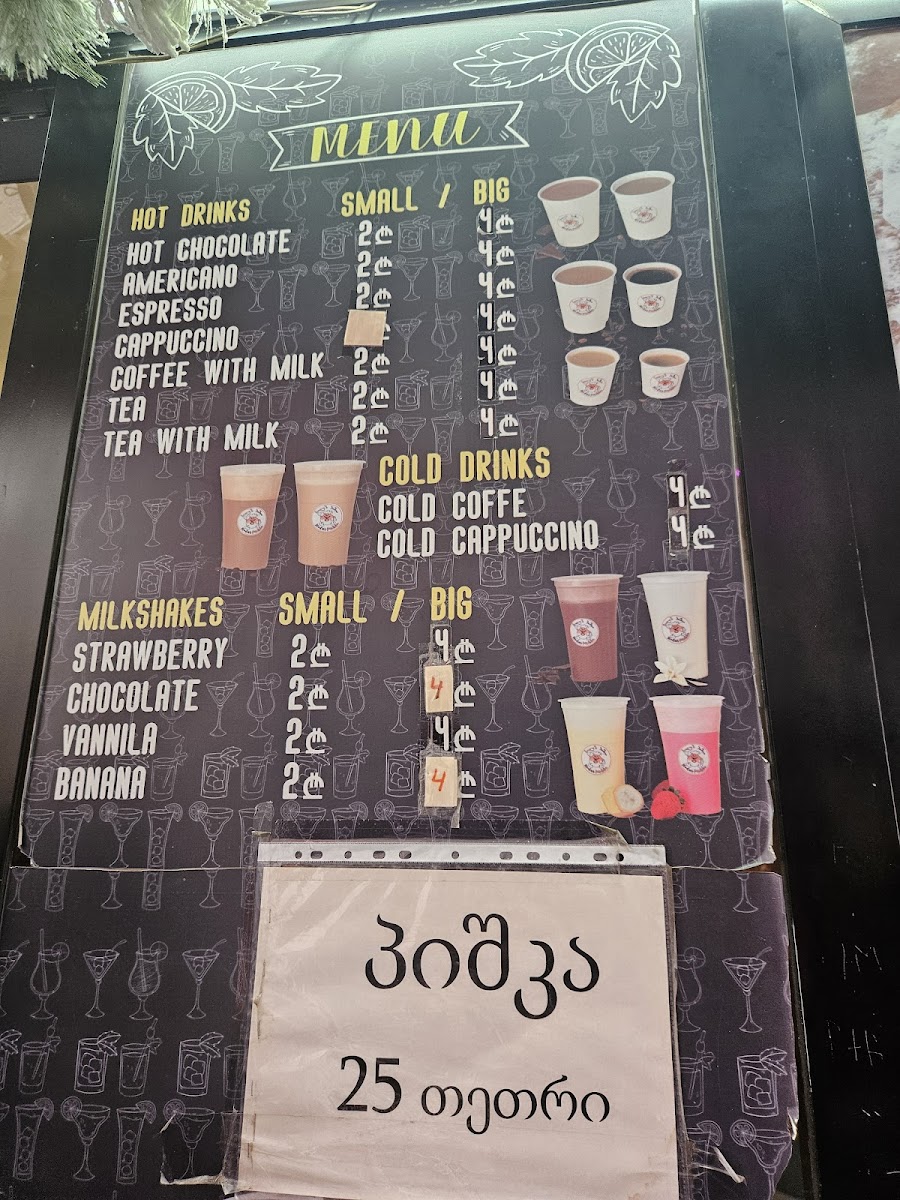 MENU
HOT DRINKS SMALL / BIG
HOT CHOCOLATE 2₾ 4₾
AMERICANO 2₾ 4₾
ESPRESSO 2₾ 4₾
CAPPUCCINO ₾ 4₾
COFFEE WITH MILK 2₾ 4₾
TEA 2₾ 4₾
TEA WITH MILK 2₾ 4₾
COLD DRINKS
COLD COFFE 4₾
COLD CAPPUCCINO 4₾
MILKSHAKES SMALL / BIG
STRAWBERRY 2₾ 4₾
CHOCOLATE 2₾ 4₾
VANNILA 2₾ 4₾
BANANA 2₾ 4₾
პიშკა
25 თეთრი